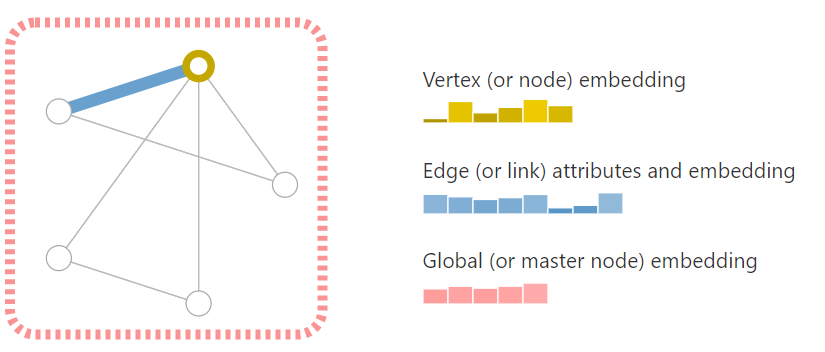 Vertex (or node) embedding
Edge (or link) attributes and embedding
Global (or master node) embedding